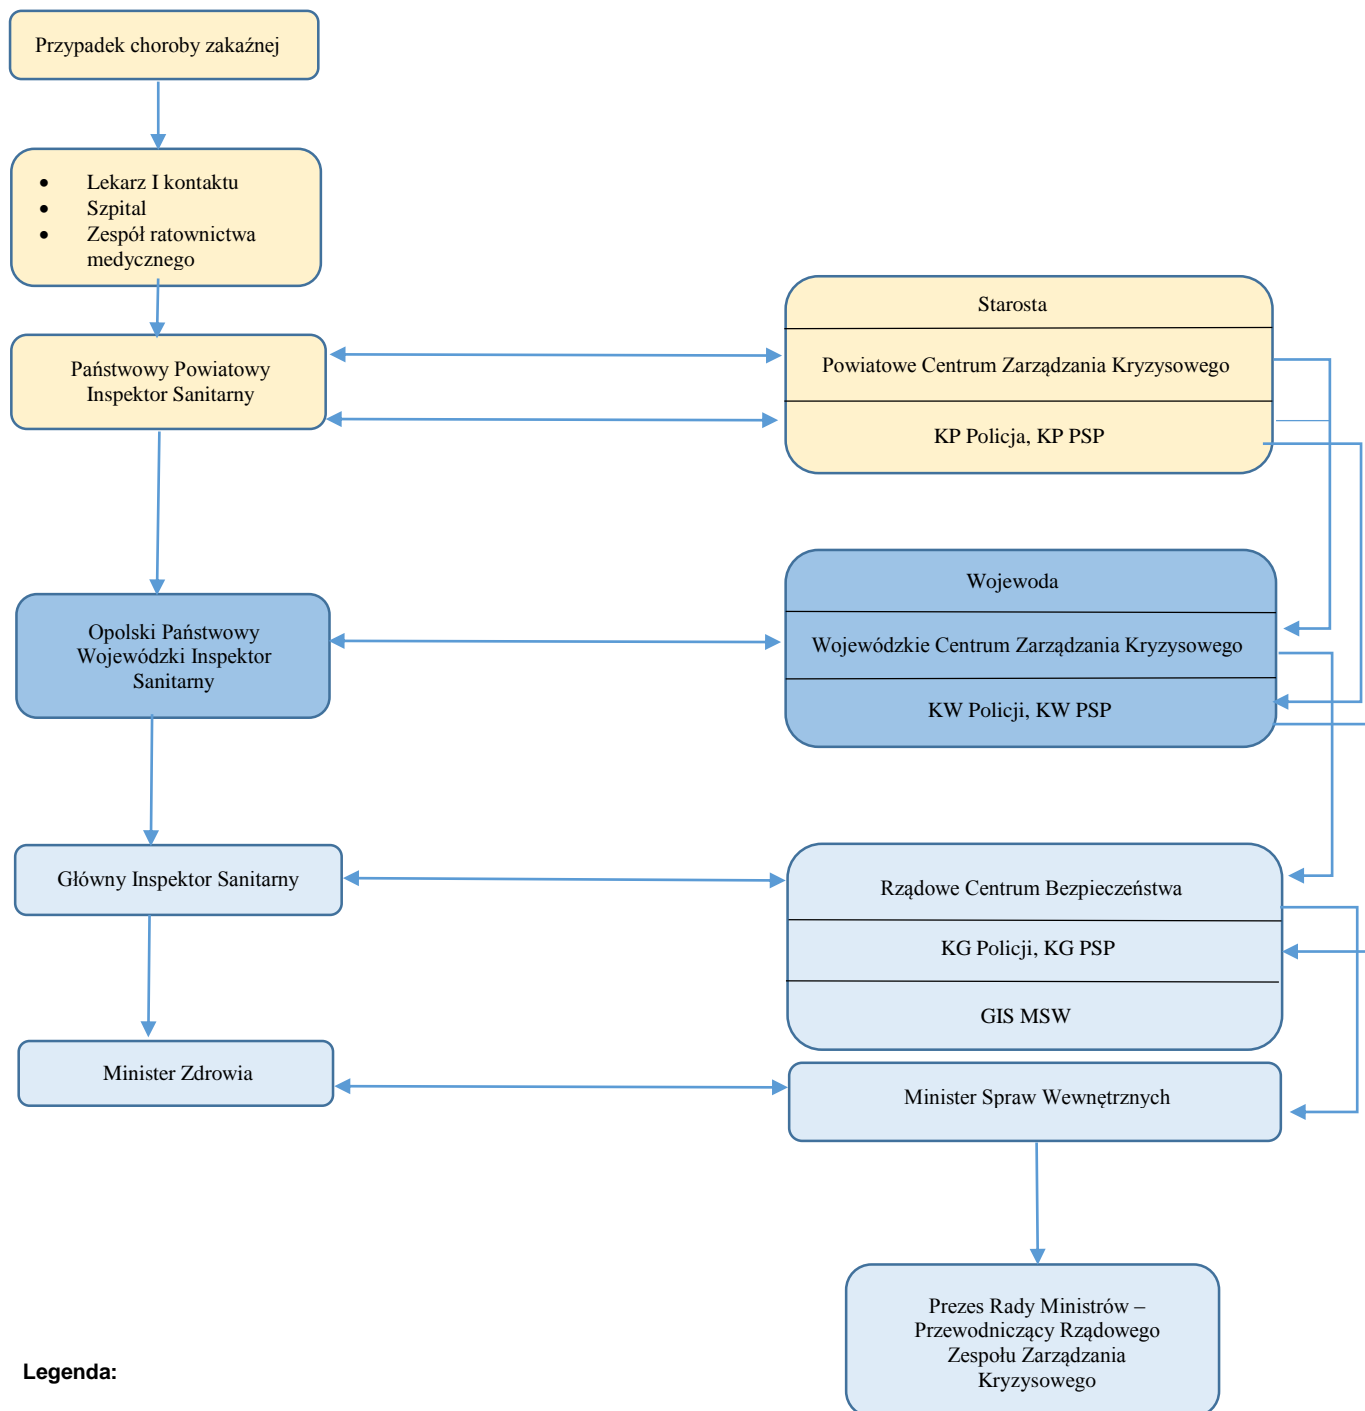 Przypadek choroby zakaźnej
• Lekarz I kontaktu
• Szpital
• Zespół ratownictwa
medycznego
Państwowy Powiatowy
Inspektor Sanitarny
Starosta
Powiatowe Centrum Zarządzania Kryzysowego
KP Policja, KP PSP
Opolski Państwowy
Wojewódzki Inspektor
Sanitarny
Wojewoda
Wojewódzkie Centrum Zarządzania Kryzysowego
KW Policji, KW PSP
Główny Inspektor Sanitarny
Rządowe Centrum Bezpieczeństwa
KG Policji, KG PSP
GIS MSW
Minister Zdrowia
Minister Spraw Wewnętrznych
Prezes Rady Ministrów –
Przewodniczący Rządowego
Zespołu Zarządzania
Kryzysowego
Legenda: